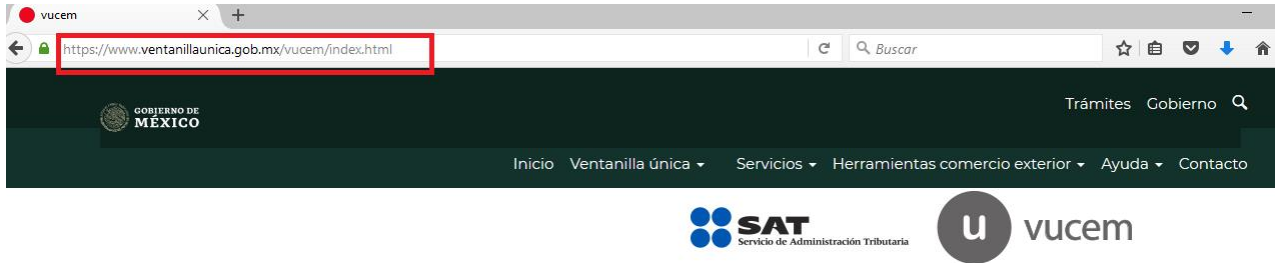 vucem
https://www.ventanillaunica.gob.mx/vucem/index.html
Buscar
Trámites Gobierno
GOBIERNO DE
MÉXICO
Inicio Ventanilla única Servicios Herramientas comercio exterior Ayuda Contacto
SAT
Servicio de Administración Tributaria
u vucem